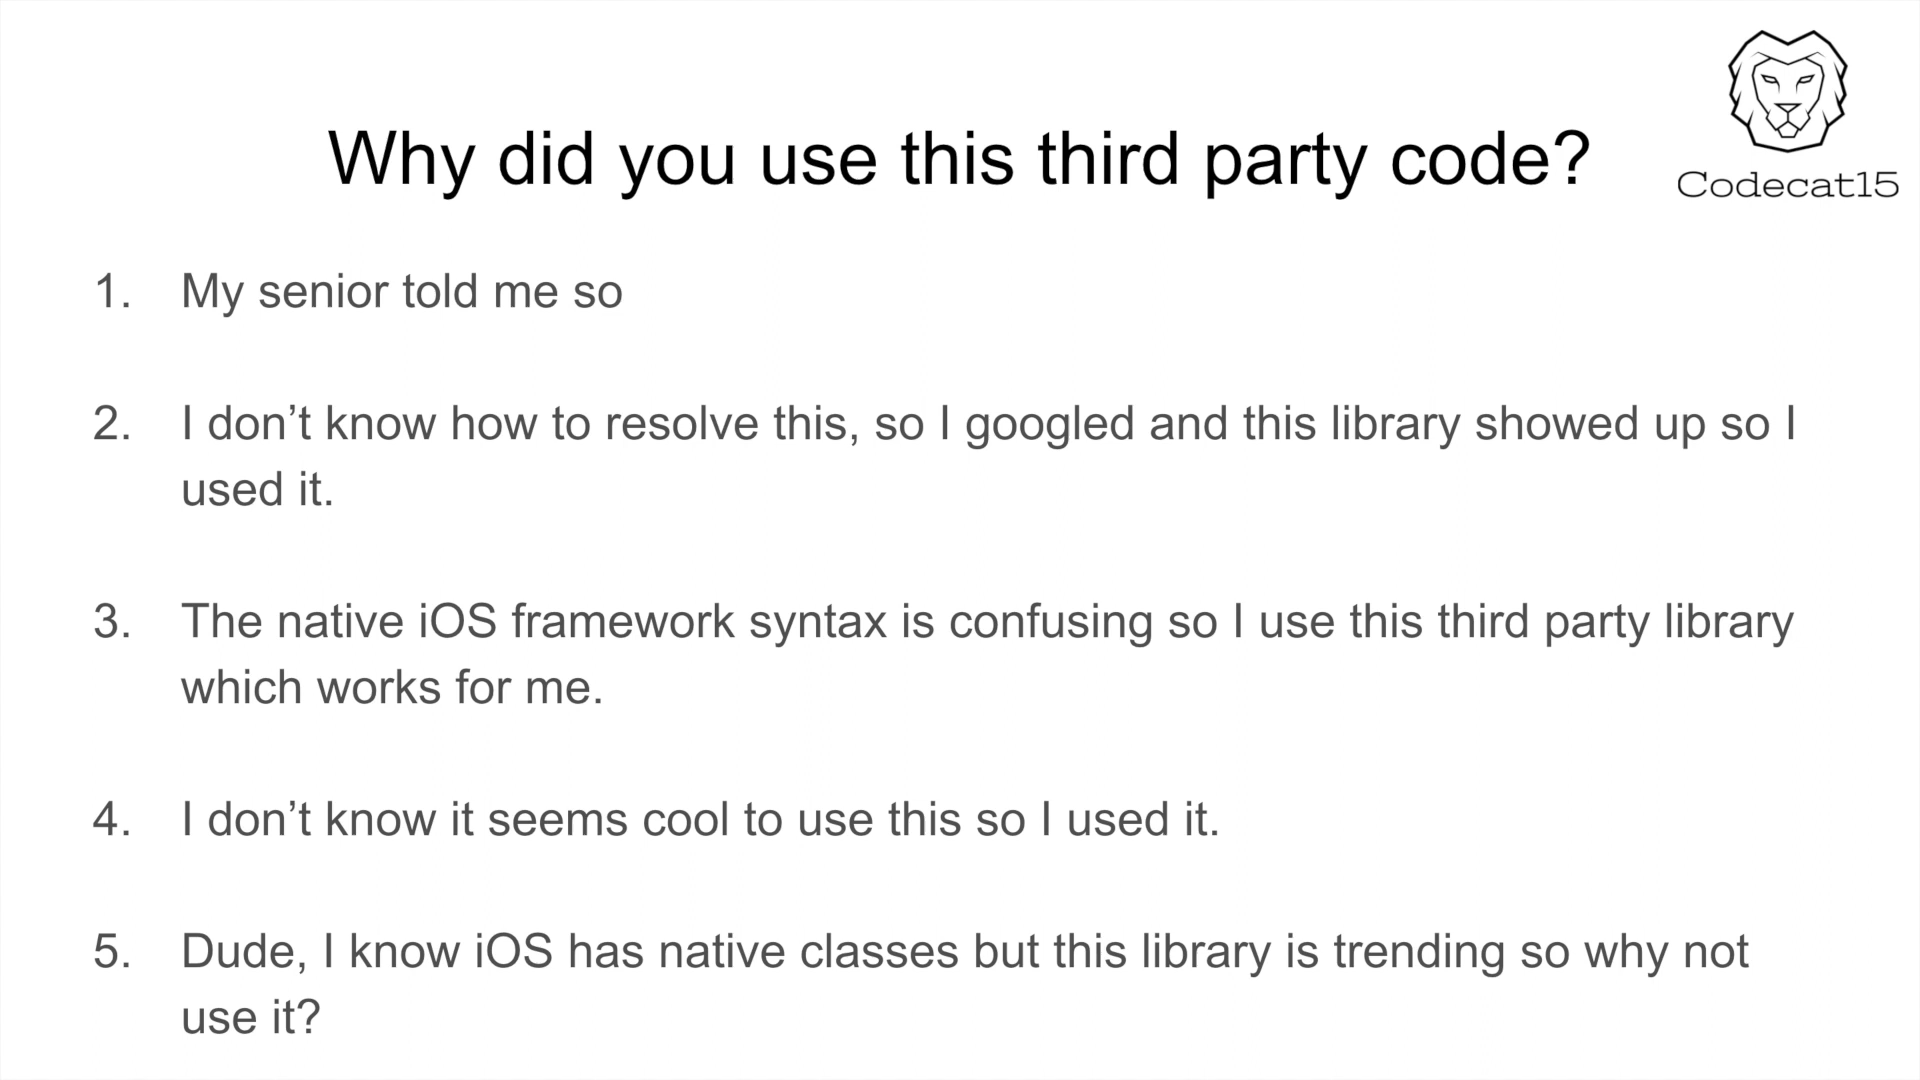 Why did you use this third party code?
Codecat15
1. My senior told me so
2. I don’t know how to resolve this, so I googled and this library showed up so I
used it.
3. The native iOS framework syntax is confusing so I use this third party library
which works for me.
4. I don’t know it seems cool to use this so I used it.
5. Dude, I know iOS has native classes but this library is trending so why not
use it?